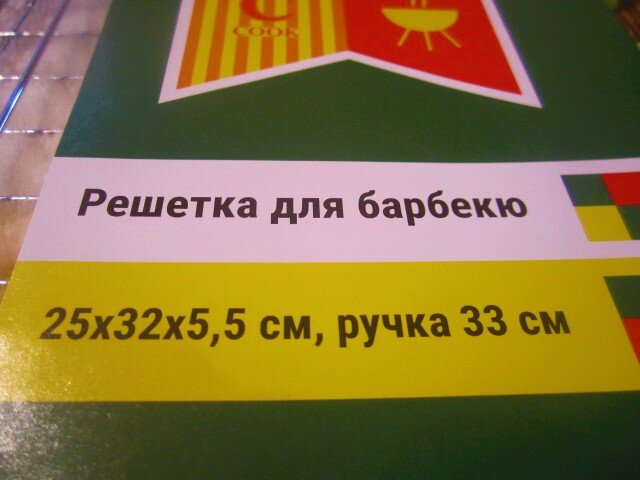 C
COOK
Решетка для барбекю
25x32x5,5 см, ручка 33 см